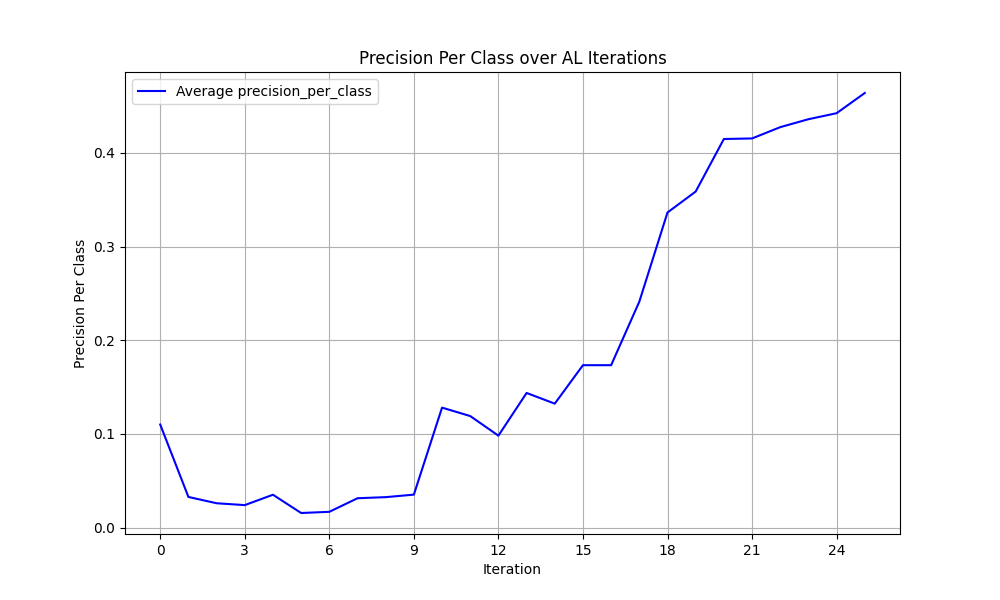 Precision Per Class over AL Iterations
Average precision_per_class
Precision Per Class
0.4
0.3
0.2
0.1
0.0
0 3 6 9 12 15 18 21 24
Iteration